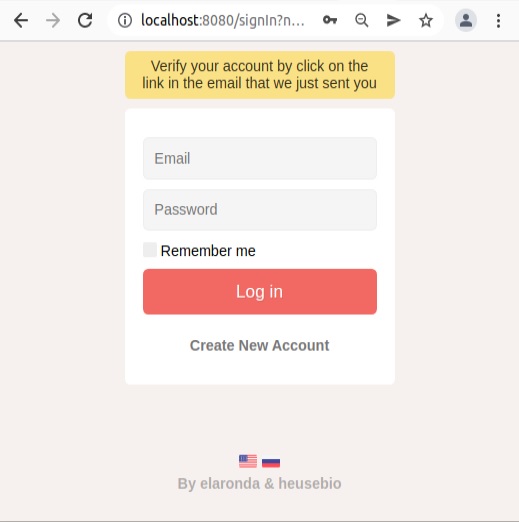 localhost:8080/signIn?n...
Verify your account by click on the
link in the email that we just sent you
Email
Password
Remember me
Log in
Create New Account
By elaronda & heusebio